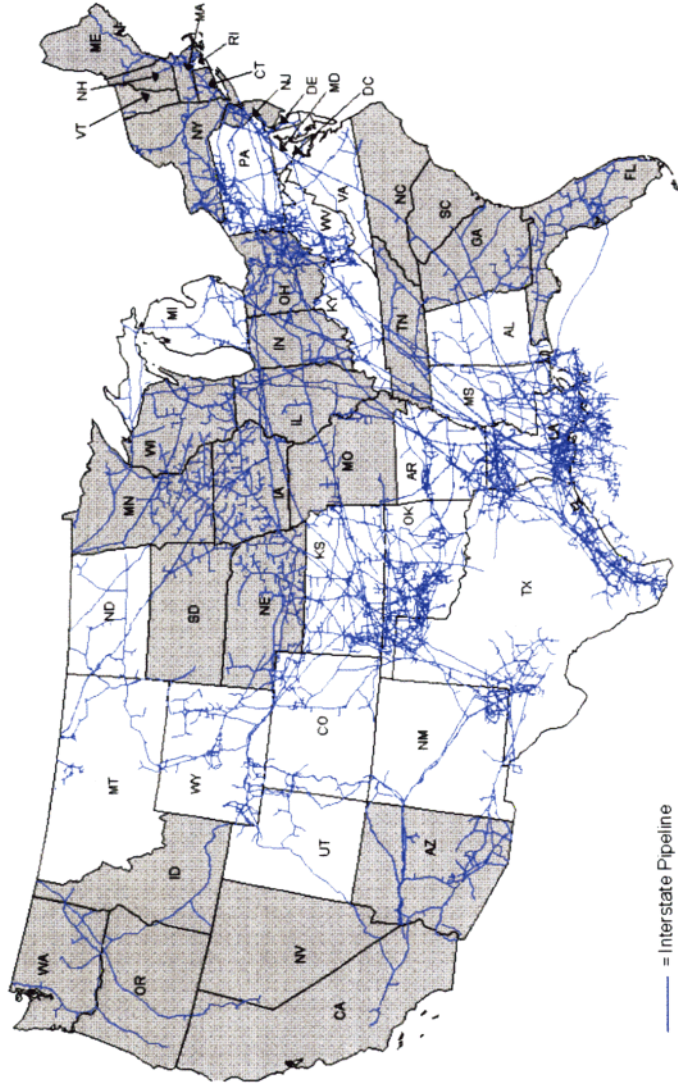 WA
OR
CA
NV
ID
MT
WY
UT
AZ
CO
NM
ND
SD
NE
KS
OK
TX
MN
IA
MO
AR
LA
WI
IL
MS
MI
IN
KY
TN
AL
OH
WV
VA
NC
SC
GA
FL
PA
NY
VT
NH
ME
MA
RI
CT
NJ
DE
MD
DC
= Interstate Pipeline